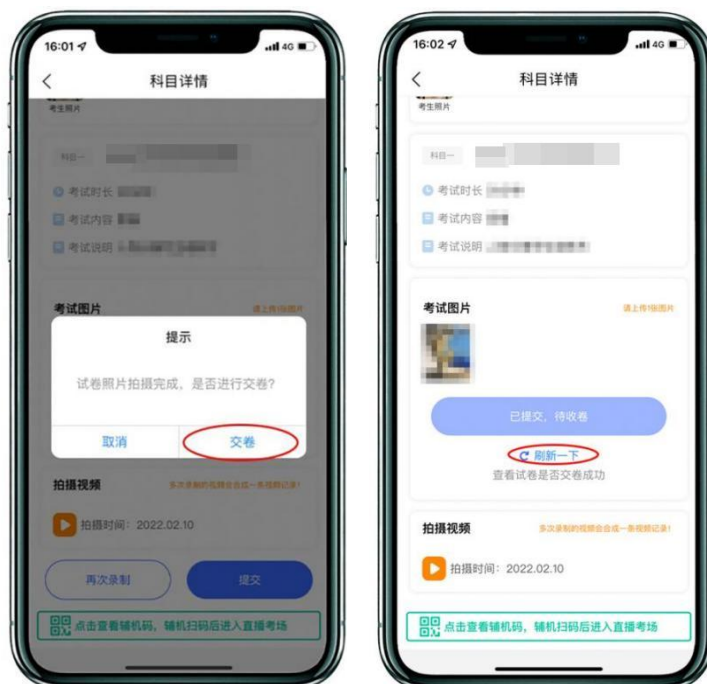 16:01
4G
科目详情
考生照片
科目一
考试时长
考试内容
考试说明
考试图片
请上传1张图片
提示
试卷照片拍摄完成，是否进行交卷?
取消
交卷
拍摄视频
多次录制的视频会合成一条视频记录!
拍摄时间：2022.02.10
再次录制
提交
点击查看辅机码，辅机扫码后进入直播考场
16:02
4G
科目详情
考生照片
科目一
考试时长
考试内容
考试说明
考试图片
请上传1张图片
已提交，待收卷
刷新一下
查看试卷是否交卷成功
拍摄视频
多次录制的视频会合成一条视频记录!
拍摄时间：2022.02.10
点击查看辅机码，辅机扫码后进入直播考场